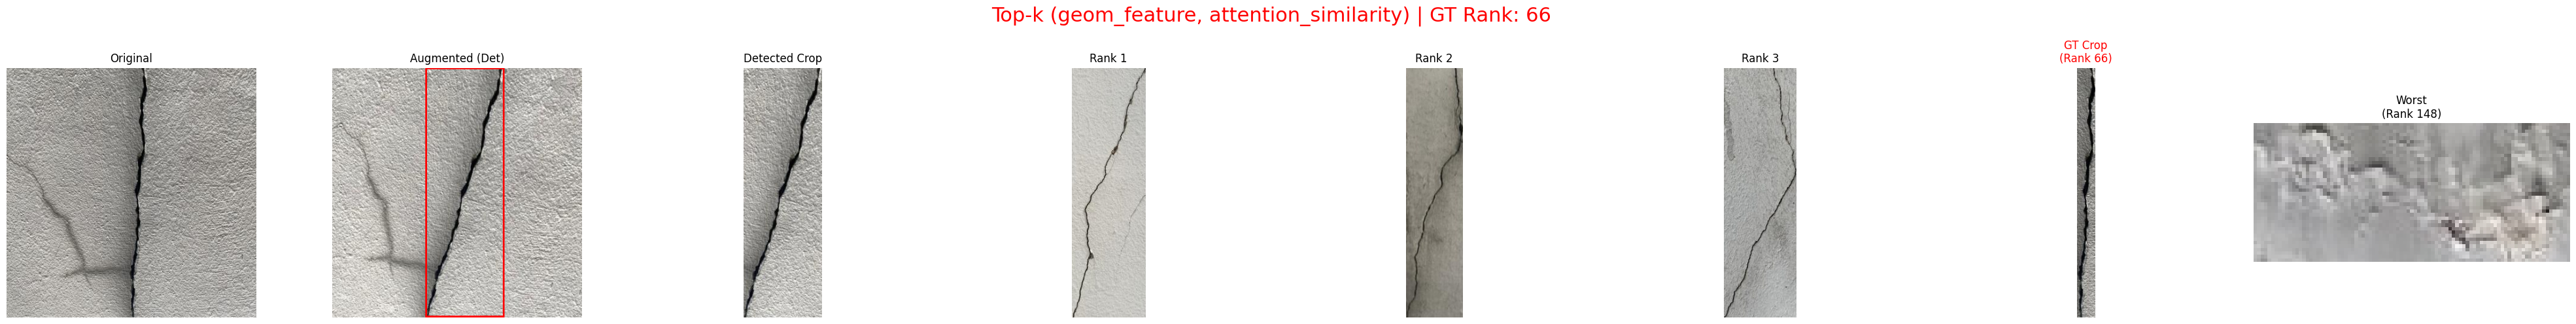 Top-k (geom_feature, attention_similarity) | GT Rank: 66
Original
Augmented (Det)
Detected Crop
Rank 1
Rank 2
Rank 3
GT Crop
(Rank 66)
Worst
(Rank 148)